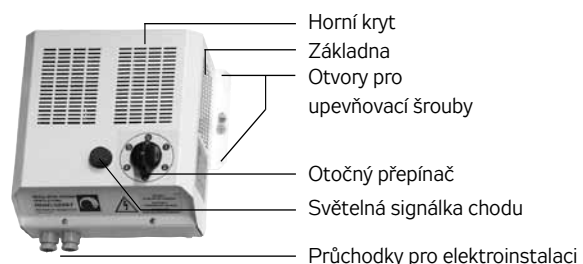 Horní kryt
Základna
Otvory pro
upevňovací šrouby
Otočný přepínač
Světelná signálka chodu
Průchodky pro elektroinstalaci